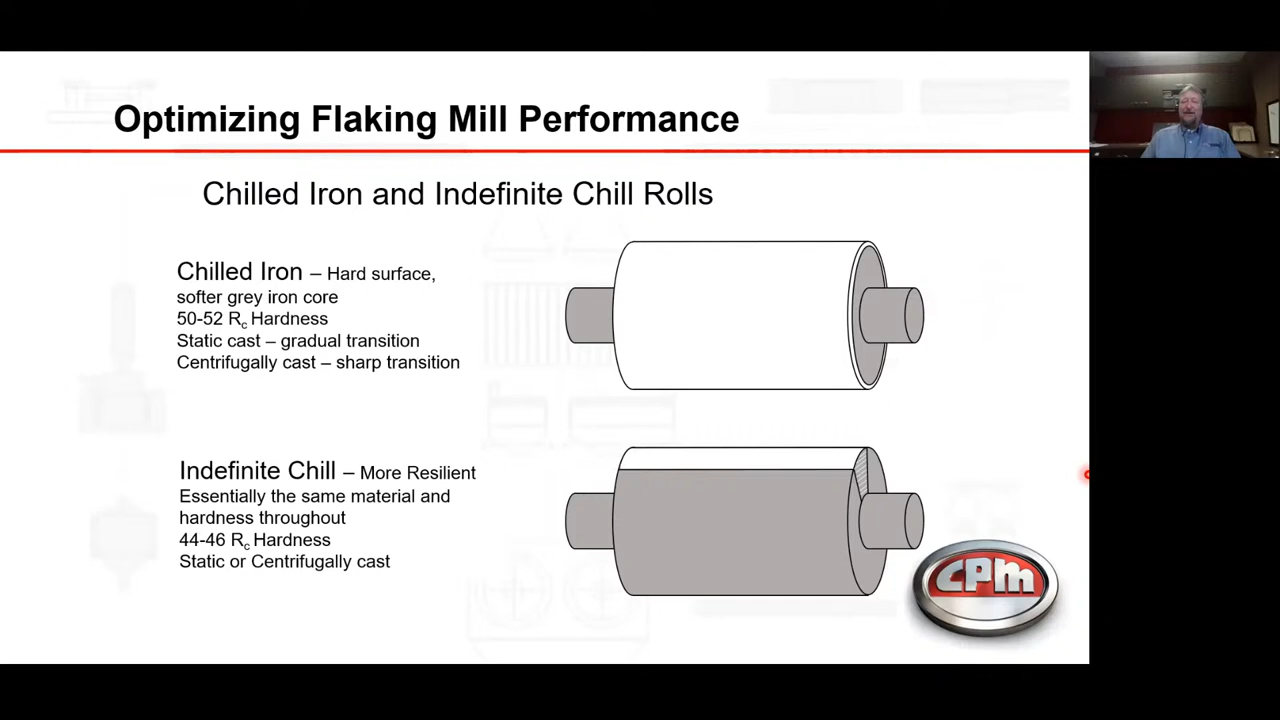 Optimizing Flaking Mill Performance
Chilled Iron and Indefinite Chill Rolls
Chilled Iron – Hard surface,
softer grey iron core
50-52 Rc Hardness
Static cast – gradual transition
Centrifugally cast – sharp transition
Indefinite Chill – More Resilient
Essentially the same material and
hardness throughout
44-46 Rc Hardness
Static or Centrifugally cast
CPM